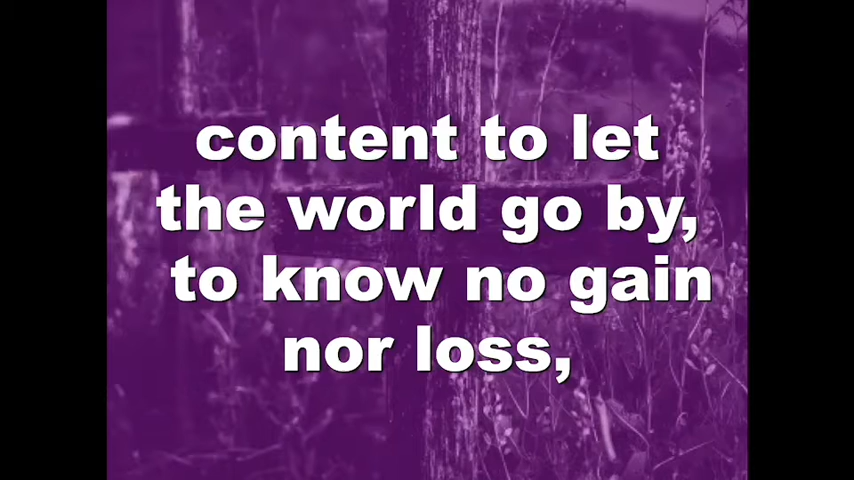 content to let
the world go by,
to know no gain
nor loss,